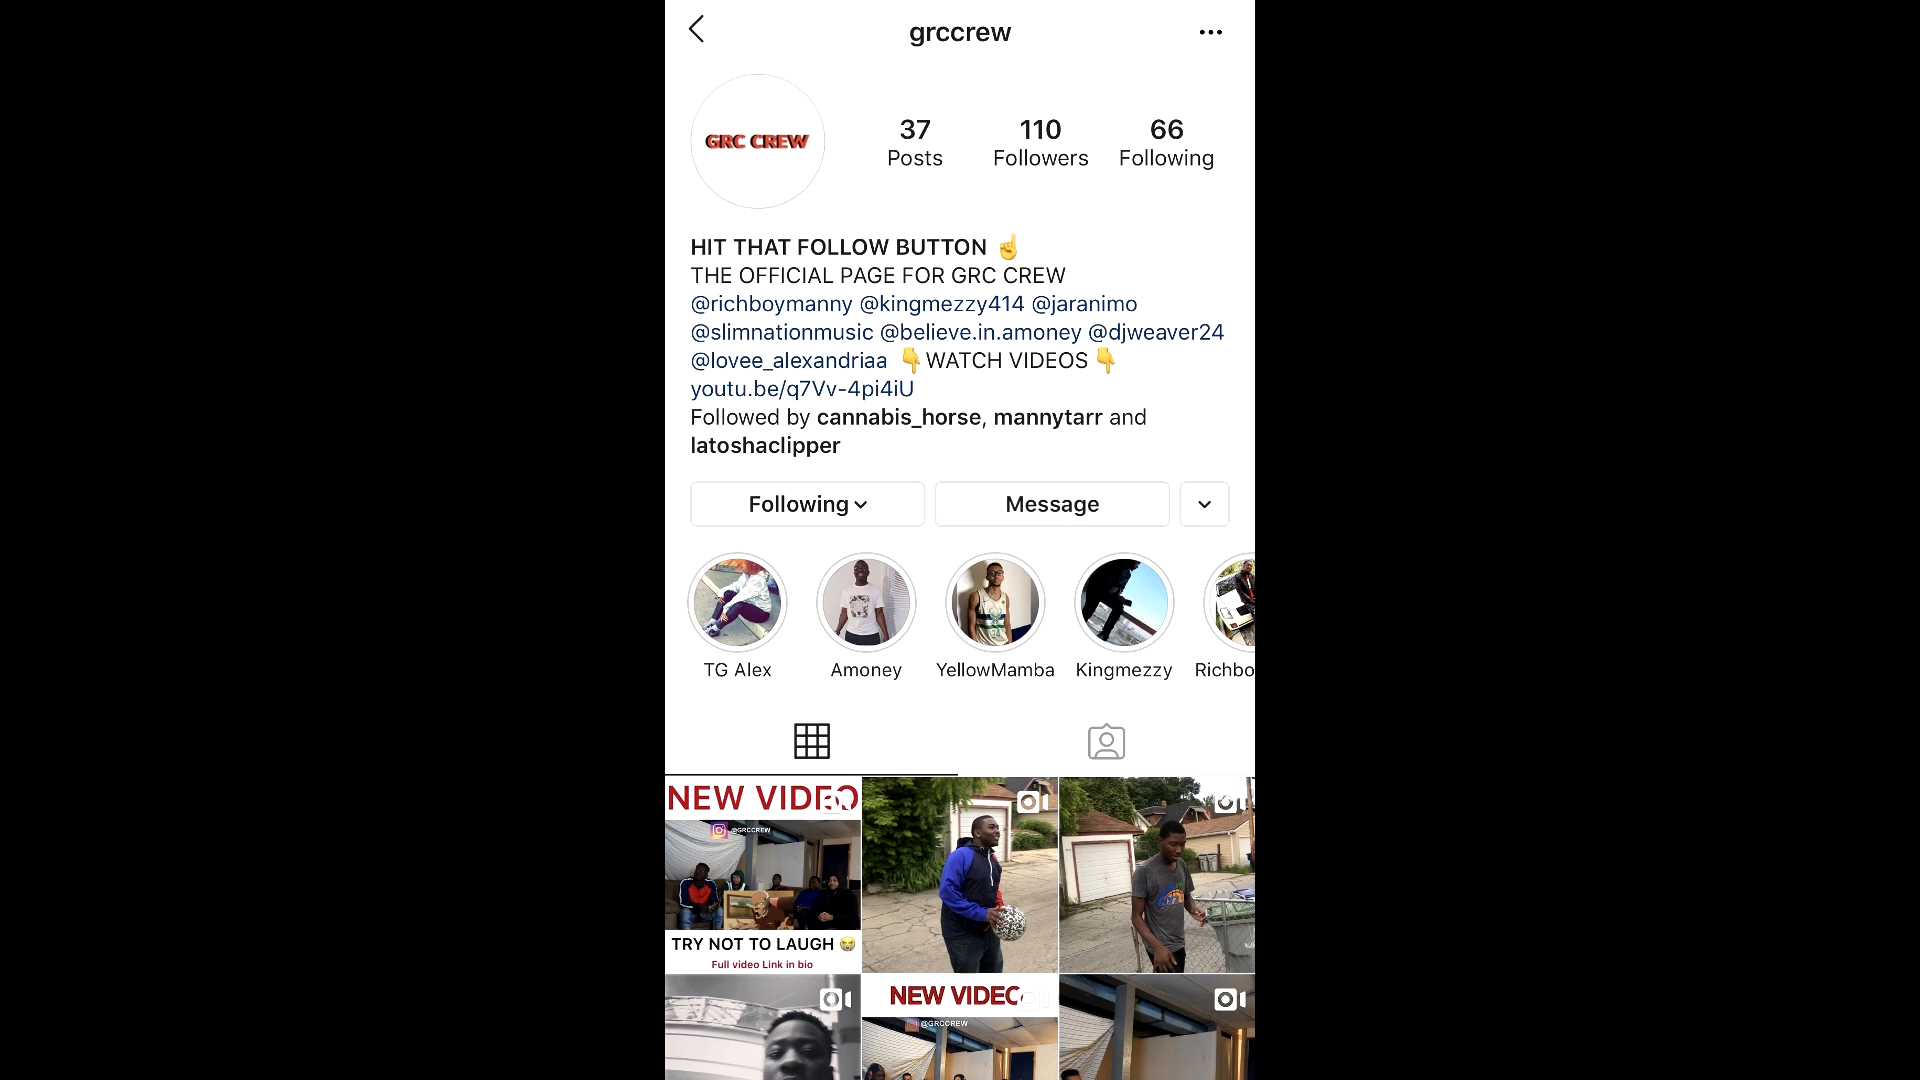 grccrew
GRC CREW
37
Posts
110
Followers
66
Following
HIT THAT FOLLOW BUTTON ☝️
THE OFFICIAL PAGE FOR GRC CREW
@richboymanny @kingmezzy414 @jaranimo
@slimnationmusic @believe.in.amoney @djweaver24
@lovee_alexandriaa 👇WATCH VIDEOS👇
youtu.be/q7Vv-4pi4iU
Followed by cannabis_horse, mannytarr and
latoshaclipper
Following
Message
TG Alex
Amoney
YellowMamba
Kingmezzy
Richbo
NEW VIDEO
@GRCCREW
TRY NOT TO LAUGH 😭
Full video Link in bio
NEW VIDEO
@GRCCREW